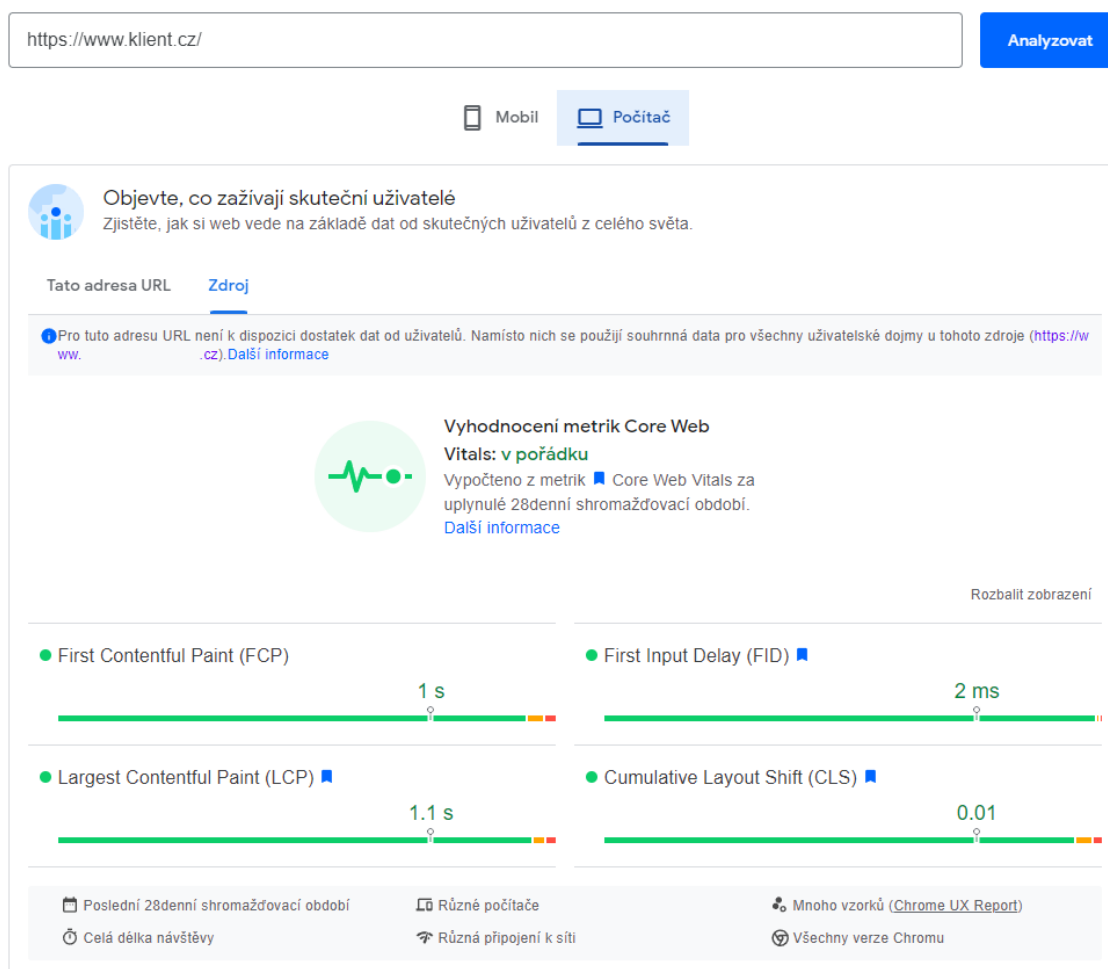 https://www.klient.cz/
Analyzovat
Mobil
Počítač
Objevte, co zažívají skuteční uživatelé
Zjistěte, jak si web vede na základě dat od skutečných uživatelů z celého světa.
Tato adresa URL
Zdroj
Pro tuto adresu URL není k dispozici dostatek dat od uživatelů. Namísto nich se použijí souhrnná data pro všechny uživatelské dojmy u tohoto zdroje (https://w
ww. .cz).Další informace
Vyhodnocení metrik Core Web
Vitals: v pořádku
Vypočteno z metrik Core Web Vitals za
uplynulé 28denní shromažďovací období.
Další informace
Rozbalit zobrazení
First Contentful Paint (FCP)
1 s
First Input Delay (FID)
2 ms
Largest Contentful Paint (LCP)
1.1 s
Cumulative Layout Shift (CLS)
0.01
Poslední 28denní shromažďovací období
Různé počítače
Mnoho vzorků (Chrome UX Report)
Celá délka návštěvy
Různá připojení k síti
Všechny verze Chromu